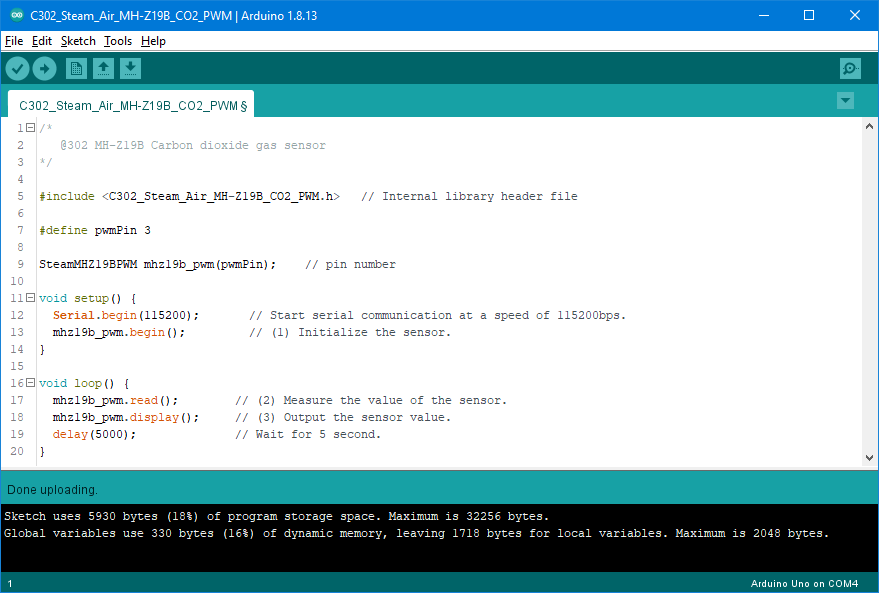 C302_Steam_Air_MH-Z19B_CO2_PWM | Arduino 1.8.13
File Edit Sketch Tools Help
C302_Steam_Air_MH-Z19B_CO2_PWM §
1 /*
2 @302 MH-Z19B Carbon dioxide gas sensor
3 */
4
5 #include <C302_Steam_Air_MH-Z19B_CO2_PWM.h> // Internal library header file
6
7 #define pwmPin 3
8
9 SteamMHZ19BPWM mhz19b_pwm(pwmPin); // pin number
10
11 void setup() {
12 Serial.begin(115200); // Start serial communication at a speed of 115200bps.
13 mhz19b_pwm.begin(); // (1) Initialize the sensor.
14 }
15
16 void loop() {
17 mhz19b_pwm.read(); // (2) Measure the value of the sensor.
18 mhz19b_pwm.display(); // (3) Output the sensor value.
19 delay(5000); // Wait for 5 second.
20 }
Done uploading.
Sketch uses 5930 bytes (18%) of program storage space. Maximum is 32256 bytes.
Global variables use 330 bytes (16%) of dynamic memory, leaving 1718 bytes for local variables. Maximum is 2048 bytes.
1 Arduino Uno on COM4